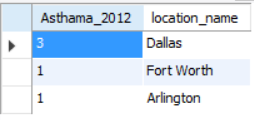 Asthama_2012 location_name
3 Dallas
1 Fort Worth
1 Arlington